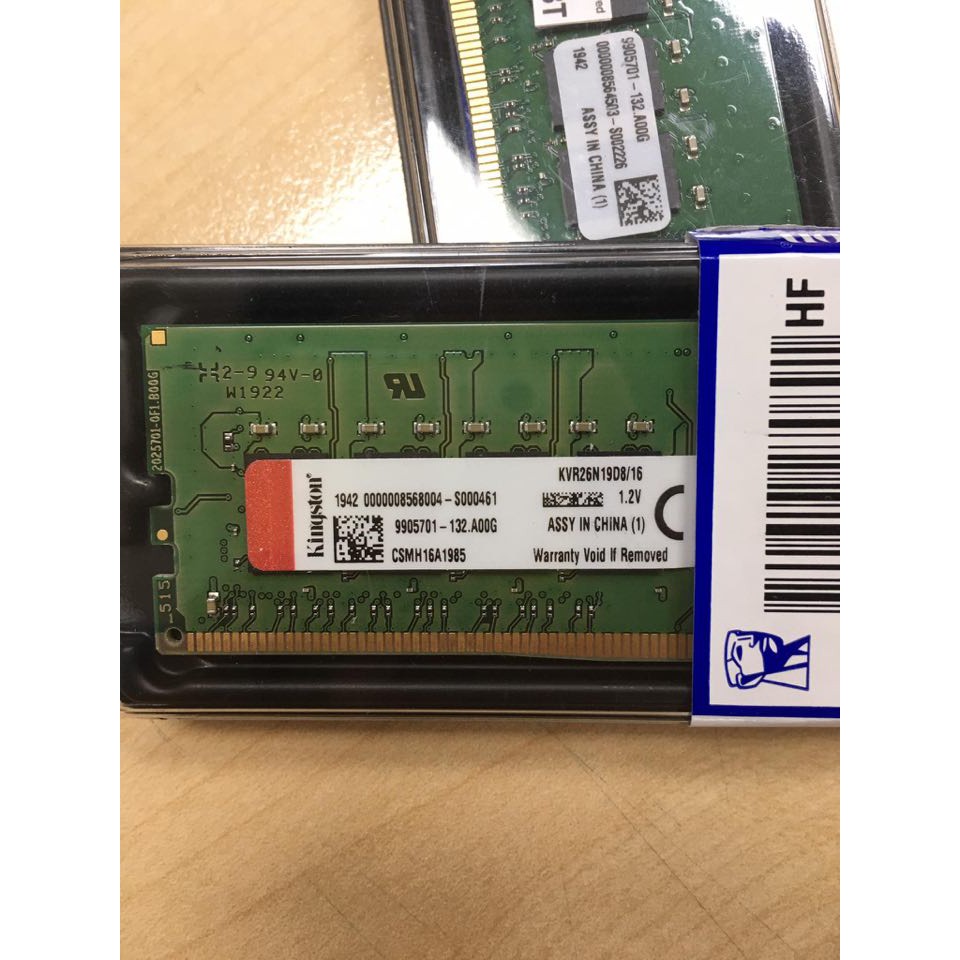 9905701-132.A00G
0000008564503-S002226
1942
ASSY IN CHINA (1)
HF
2-9 94V-0
W1922
2025701-0F1.B00G
Kingston
KVR26N19D8/16
1942 0000008568004-S000461
1.2V
9905701-132.A00G
ASSY IN CHINA (1)
CSMH16A1985
Warranty Void If Removed
515